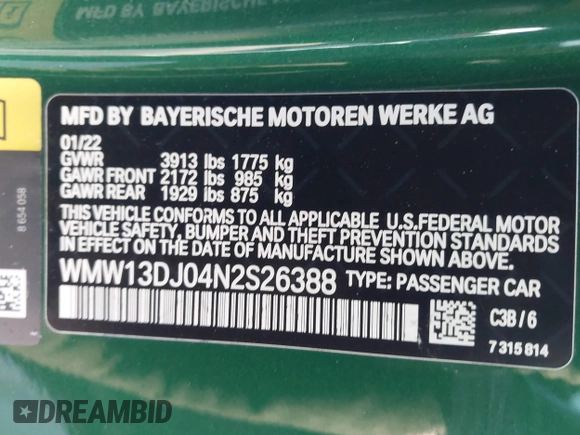 MFD BY BAYERISCHE MOTOREN WERKE AG
01/22
GVWR 3913 lbs 1775 kg
GAWR FRONT 2172 lbs 985 kg
GAWR REAR 1929 lbs 875 kg
THIS VEHICLE CONFORMS TO ALL APPLICABLE U.S.FEDERAL MOTOR
VEHICLE SAFETY, BUMPER AND THEFT PREVENTION STANDARDS
IN EFFECT ON THE DATE OF MANUFACTURE SHOWN ABOVE.
WMW13DJ04N2S26388 TYPE: PASSENGER CAR
C3B / 6
7 315 814
8 654 058
DREAMBID